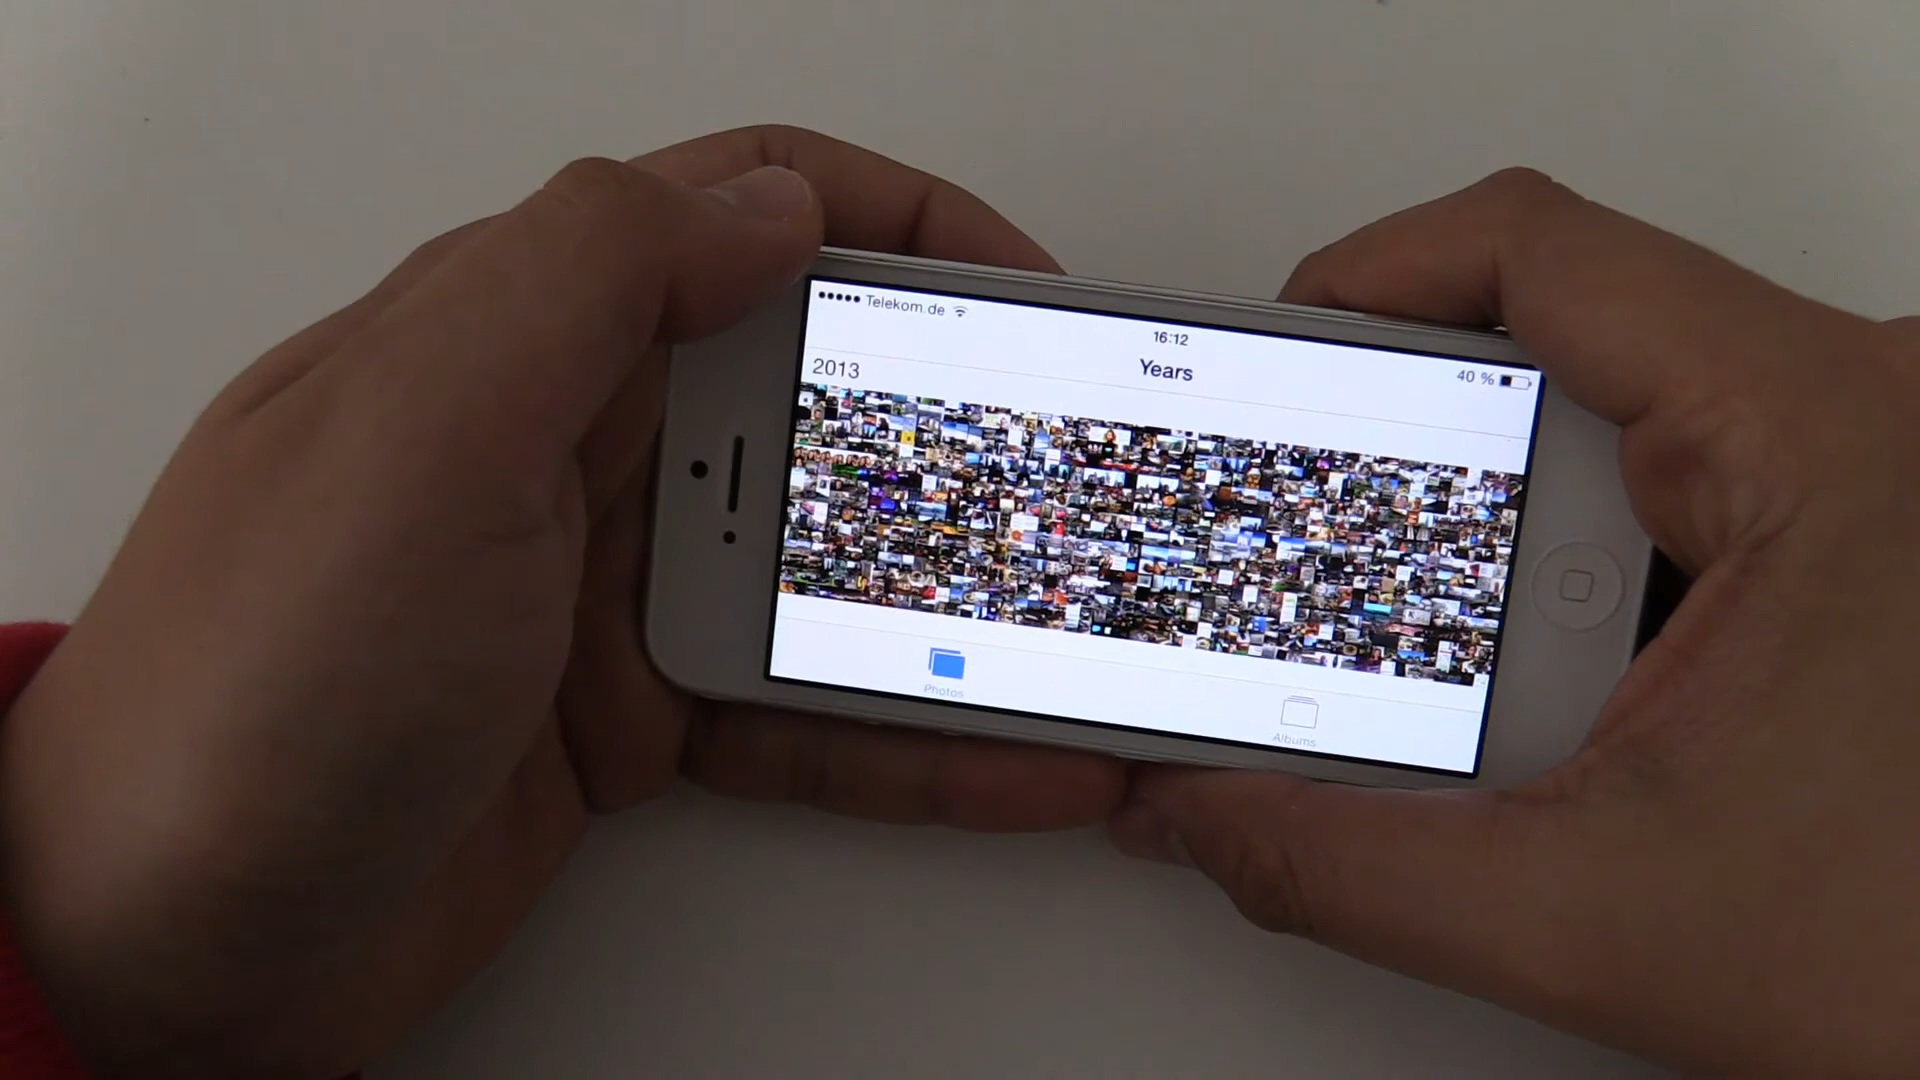 ●●●●● Telekom.de
16:12
40 %
Years
2013
Photos
Albums